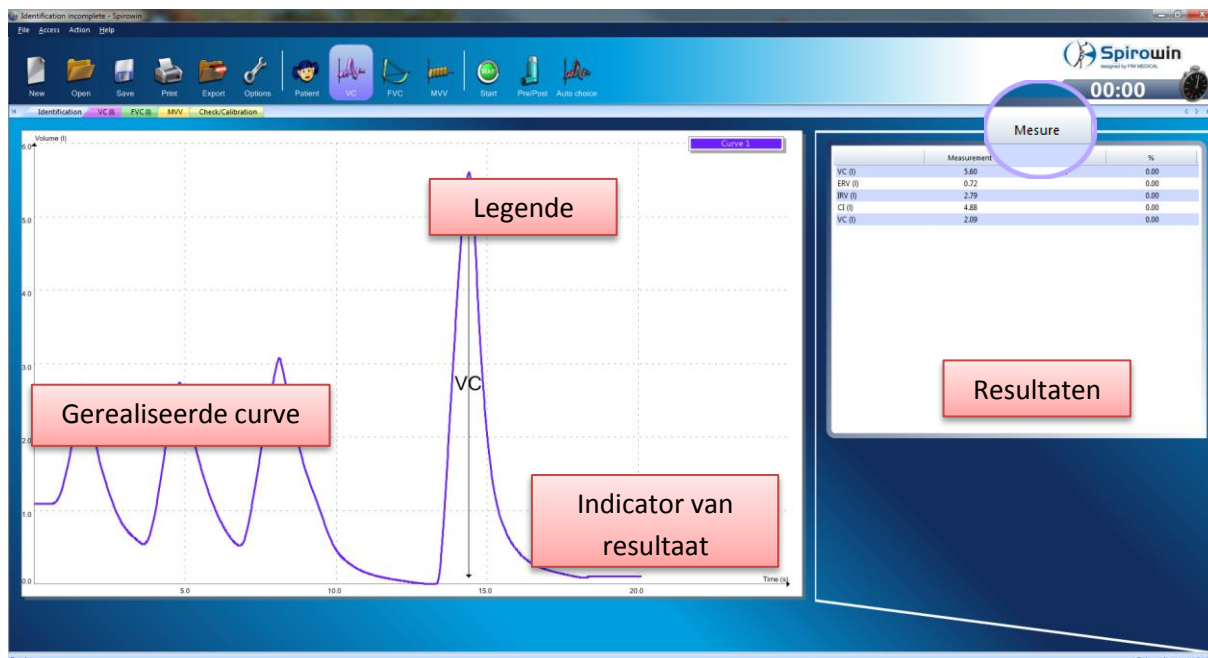 Identification incomplete - Spirowin
File Access Action Help
New Open Save Print Export Options Patient VC FVC MVV Start Pre/Post Auto choice
Spirowin
designed by FIM MEDICAL
00:00
Identification VC FVC MVV Check/Calibration
Mesure
Volume (l)
Curve 1
6.0
5.0
4.0
3.0
2.0
1.0
0.0
5.0 10.0 15.0 20.0
Time (s)
VC
Legende
Gerealiseerde curve
Indicator van
resultaat
Measurement %
VC (l) 5.60 0.00
ERV (l) 0.72 0.00
IRV (l) 2.79 0.00
CI (l) 4.88 0.00
VC (l) 2.09 0.00
Resultaten